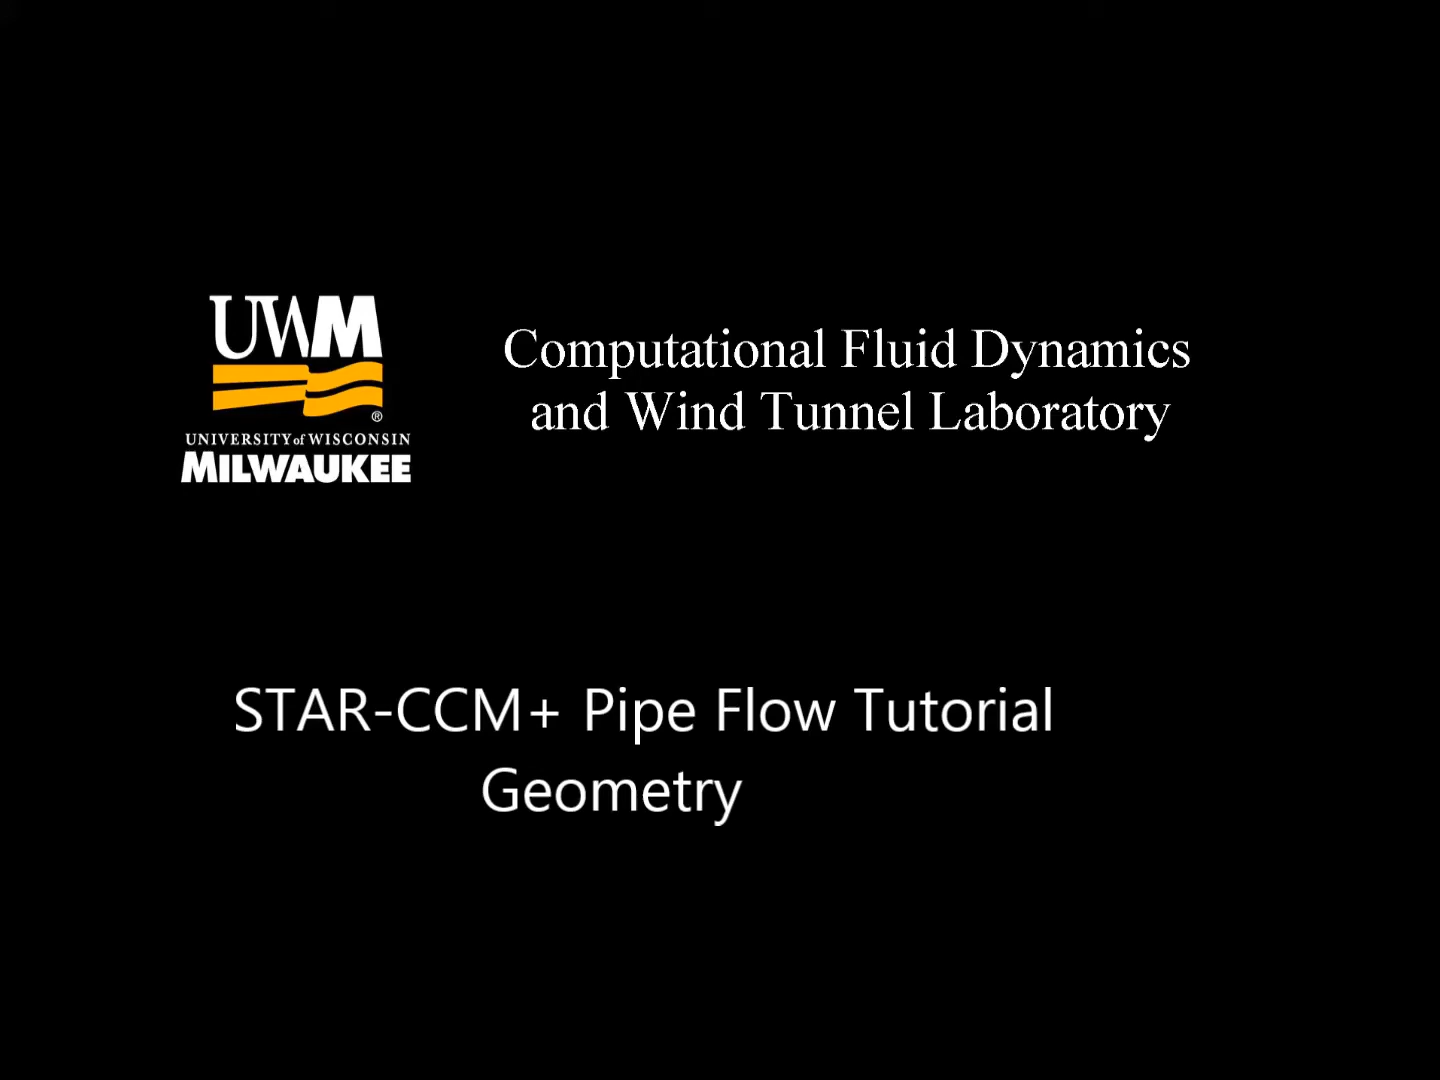 UWM
®
UNIVERSITY of WISCONSIN
MILWAUKEE
Computational Fluid Dynamics
and Wind Tunnel Laboratory
STAR-CCM+ Pipe Flow Tutorial
Geometry